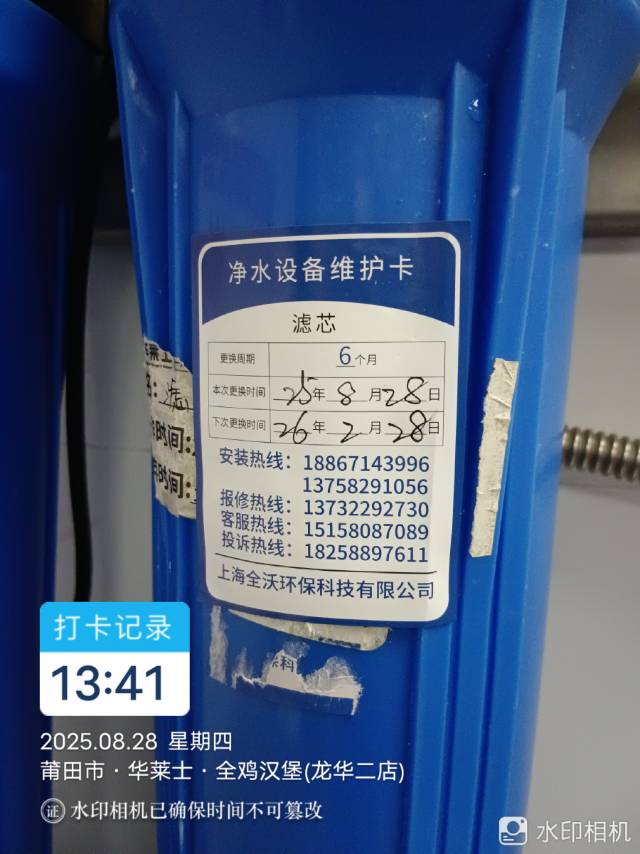 净水设备维护卡
滤芯
更换周期 6个月
本次更换时间 25年 8月28日
下次更换时间 26年 2月28日
安装热线：18867143996
13758291056
报修热线：13732292730
客服热线：15158087089
投诉热线：18258897611
上海全沃环保科技有限公司
时间:
时间:
打卡记录
13:41
2025.08.28 星期四
莆田市·华莱士·全鸡汉堡(龙华二店)
证 水印相机已确保时间不可篡改
水印相机